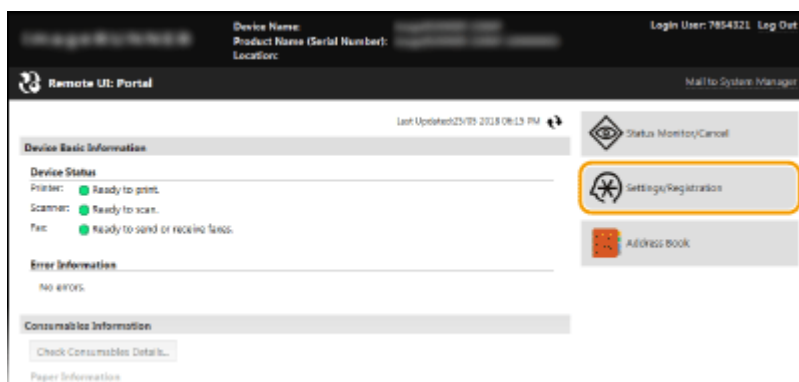 Device Name:
Product Name (Serial Number):
Location:
Login User: 7654321 Log Out
Remote UI: Portal
Mail to System Manager
Last Updated:25/05 2018 06:15 PM
Device Basic Information
Device Status
Printer: Ready to print.
Scanner: Ready to scan.
Fax: Ready to send or receive faxes.
Error Information
No errors.
Consumables Information
Check Consumables Details...
Paper Information
Status Monitor/Cancel
Settings/Registration
Address Book